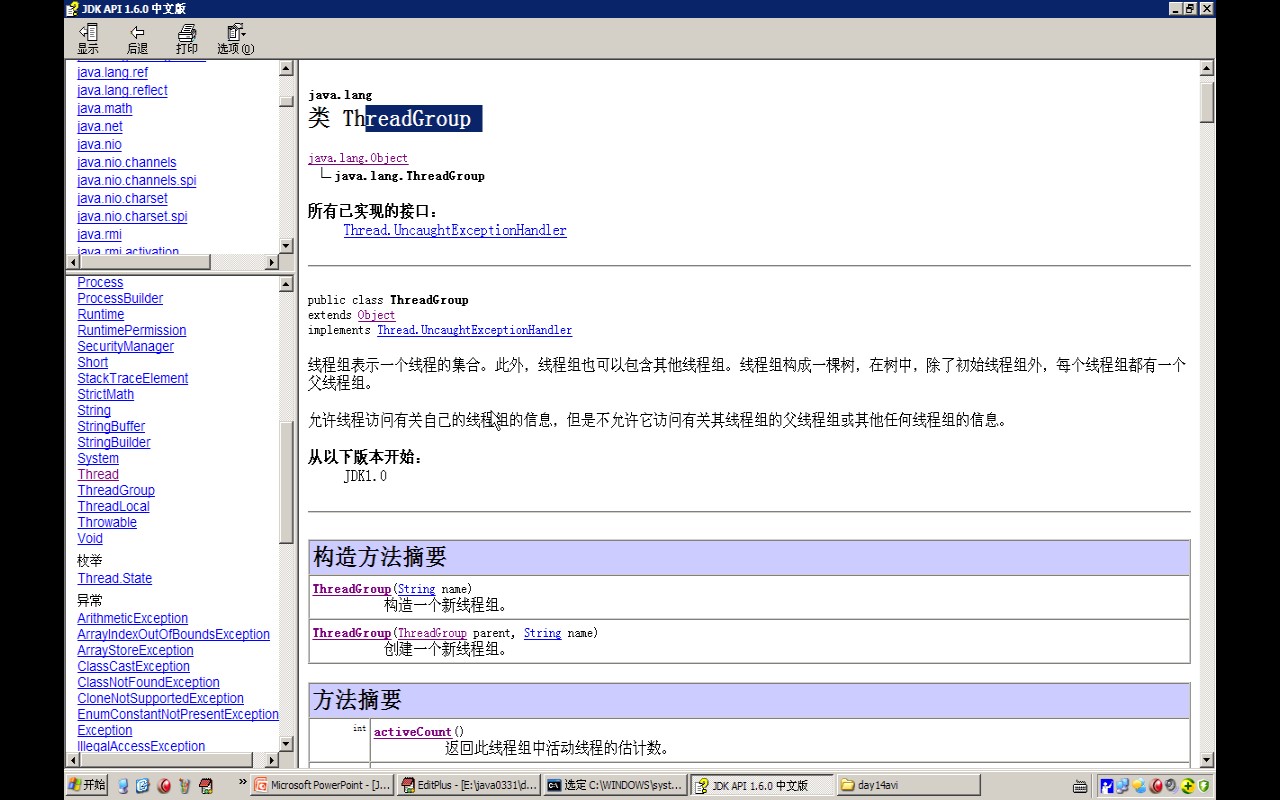 JDK API 1.6.0 中文版
显示 后退 打印 选项(O)
java.lang.ref
java.lang.reflect
java.math
java.net
java.nio
java.nio.channels
java.nio.channels.spi
java.nio.charset
java.nio.charset.spi
java.rmi
java.rmi.activation
Process
ProcessBuilder
Runtime
RuntimePermission
SecurityManager
Short
StackTraceElement
StrictMath
String
StringBuffer
StringBuilder
System
Thread
ThreadGroup
ThreadLocal
Throwable
Void
枚举
Thread.State
异常
ArithmeticException
ArrayIndexOutOfBoundsException
ArrayStoreException
ClassCastException
ClassNotFoundException
CloneNotSupportedException
EnumConstantNotPresentException
Exception
IllegalAccessException
java.lang
类 ThreadGroup
java.lang.Object
java.lang.ThreadGroup
所有已实现的接口：
Thread.UncaughtExceptionHandler
public class ThreadGroup
extends Object
implements Thread.UncaughtExceptionHandler
线程组表示一个线程的集合。此外，线程组也可以包含其他线程组。线程组构成一棵树，在树中，除了初始线程组外，每个线程组都有一个
父线程组。
允许线程访问有关自己的线程组的信息，但是不允许它访问有关其线程组的父线程组或其他任何线程组的信息。
从以下版本开始：
JDK1.0
构造方法摘要
ThreadGroup(String name)
构造一个新线程组。
ThreadGroup(ThreadGroup parent, String name)
创建一个新线程组。
方法摘要
int activeCount()
返回此线程组中活动线程的估计数。
开始 » Microsoft PowerPoint - [J... EditPlus - [E:\java0331\d... 选定 C:\WINDOWS\syst... JDK API 1.6.0 中文版 day14avi